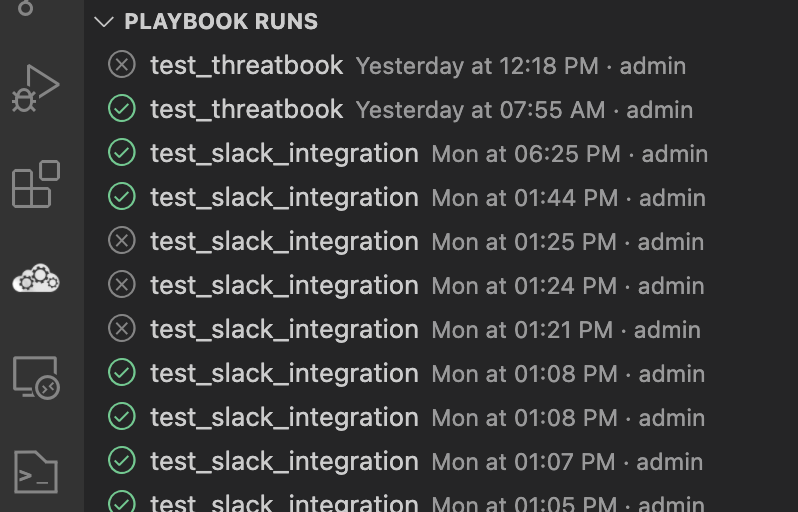 PLAYBOOK RUNS
test_threatbook Yesterday at 12:18 PM · admin
test_threatbook Yesterday at 07:55 AM · admin
test_slack_integration Mon at 06:25 PM · admin
test_slack_integration Mon at 01:44 PM · admin
test_slack_integration Mon at 01:25 PM · admin
test_slack_integration Mon at 01:24 PM · admin
test_slack_integration Mon at 01:21 PM · admin
test_slack_integration Mon at 01:08 PM · admin
test_slack_integration Mon at 01:08 PM · admin
test_slack_integration Mon at 01:07 PM · admin
test_slack_integration Mon at 01:05 PM · admin